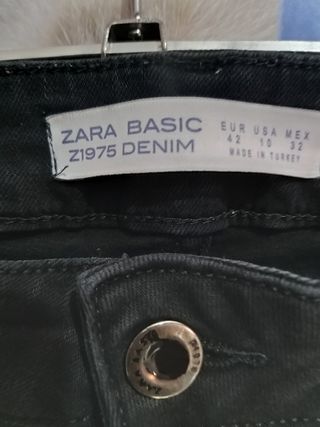 ZARA BASIC
Z1975 DENIM
EUR USA MEX
42 10 32
MADE IN TURKEY